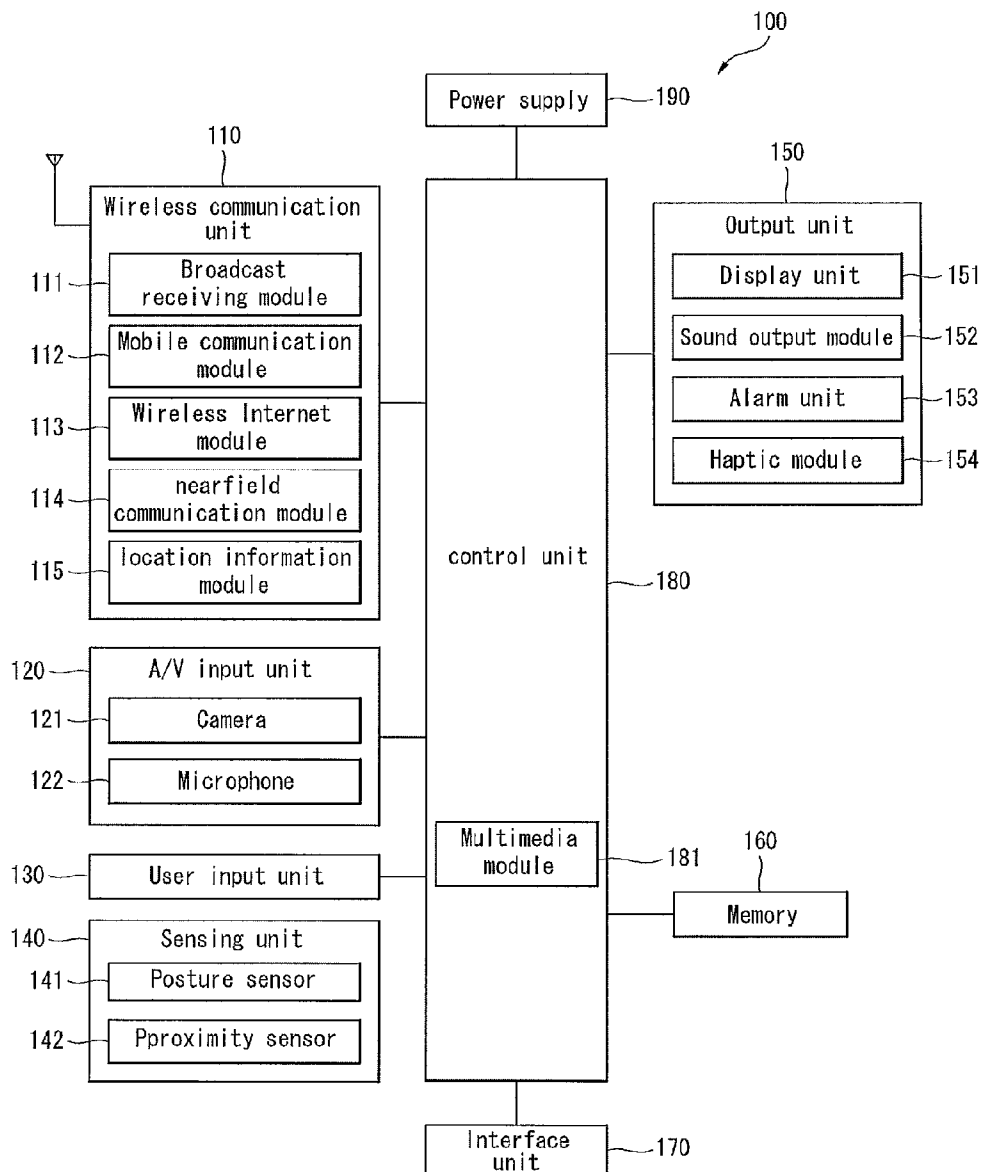 100
Power supply
190
110
Wireless communication
unit
111
Broadcast
receiving module
112
Mobile communication
module
113
Wireless Internet
module
114
nearfield
communication module
115
location information
module
120
A/V input unit
121
Camera
122
Microphone
130
User input unit
140
Sensing unit
141
Posture sensor
142
Pproximity sensor
control unit
180
Multimedia
module
181
150
Output unit
Display unit
151
Sound output module
152
Alarm unit
153
Haptic module
154
160
Memory
Interface
unit
170